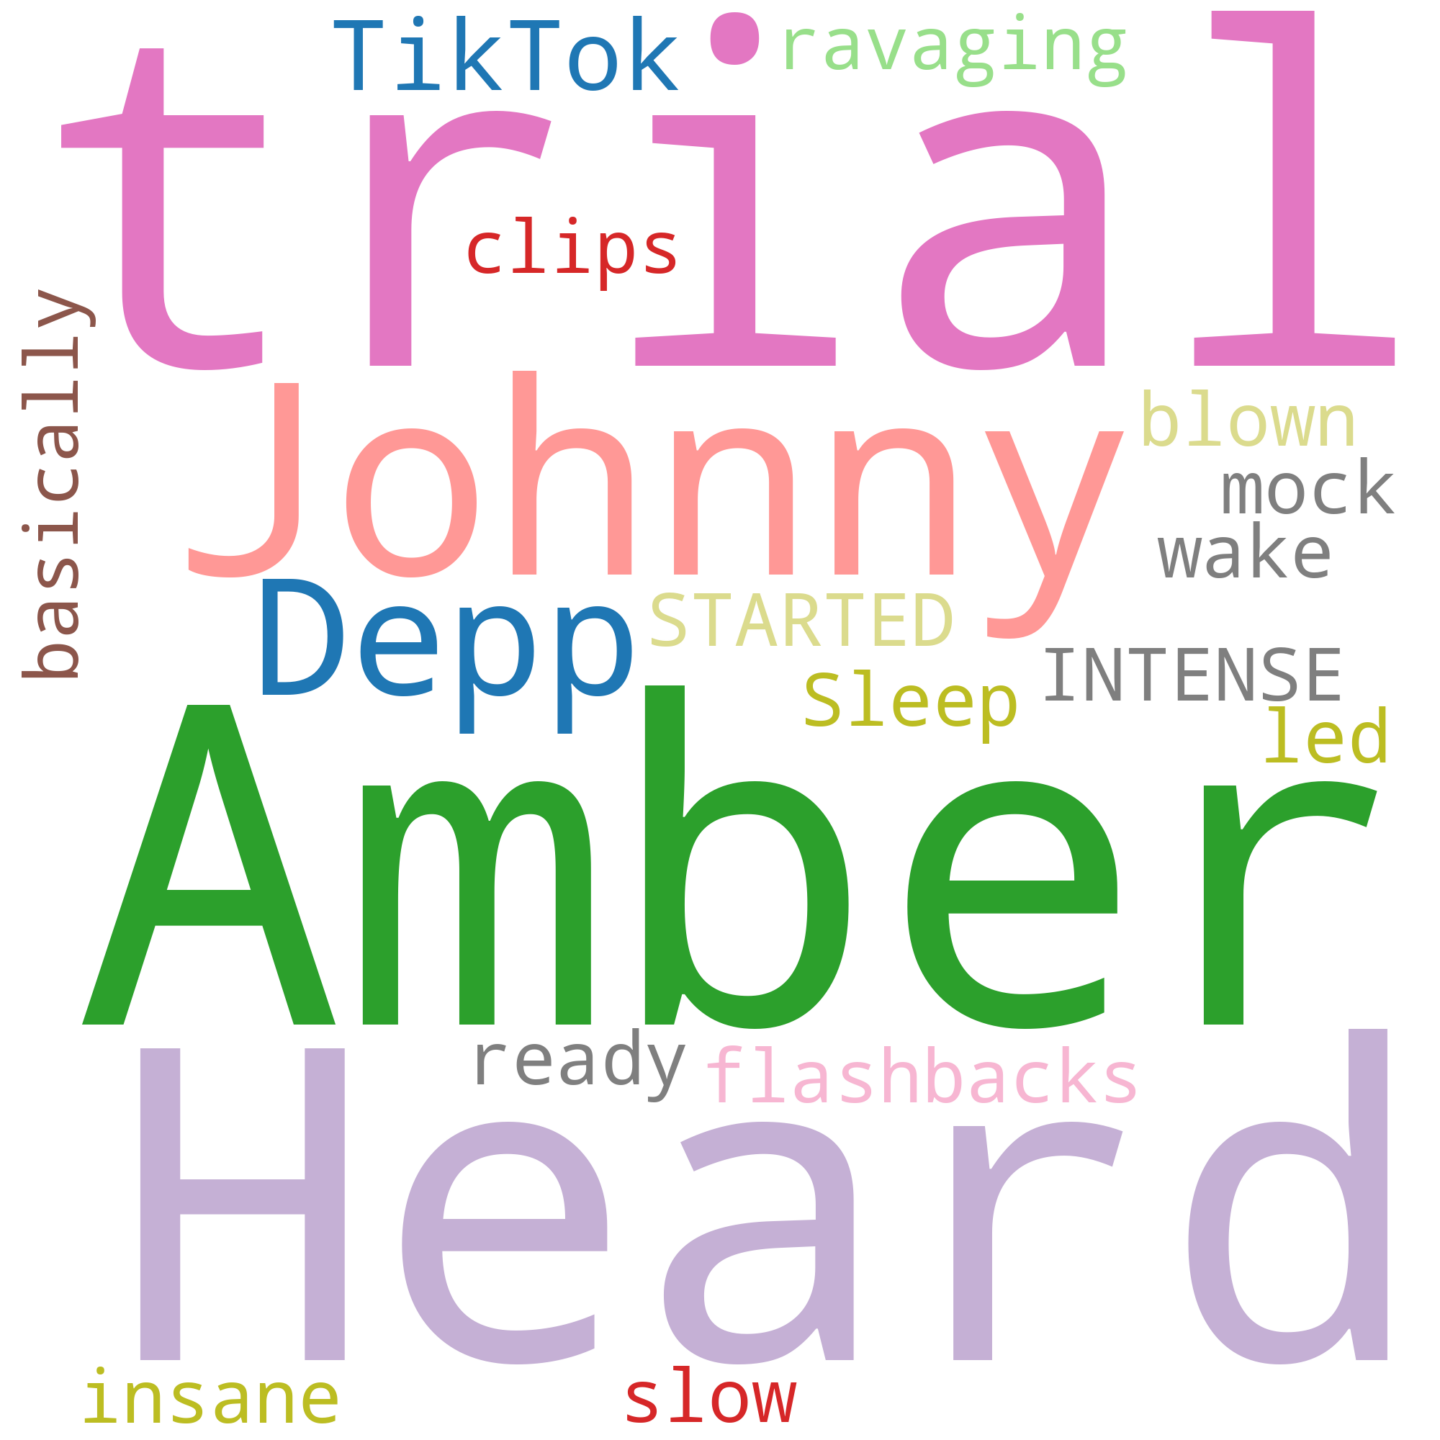 TikTok
ravaging
trial
clips
basically
Johnny
blown
mock
wake
Depp
STARTED
INTENSE
Sleep
led
Amber
ready
flashbacks
Heard
insane
slow